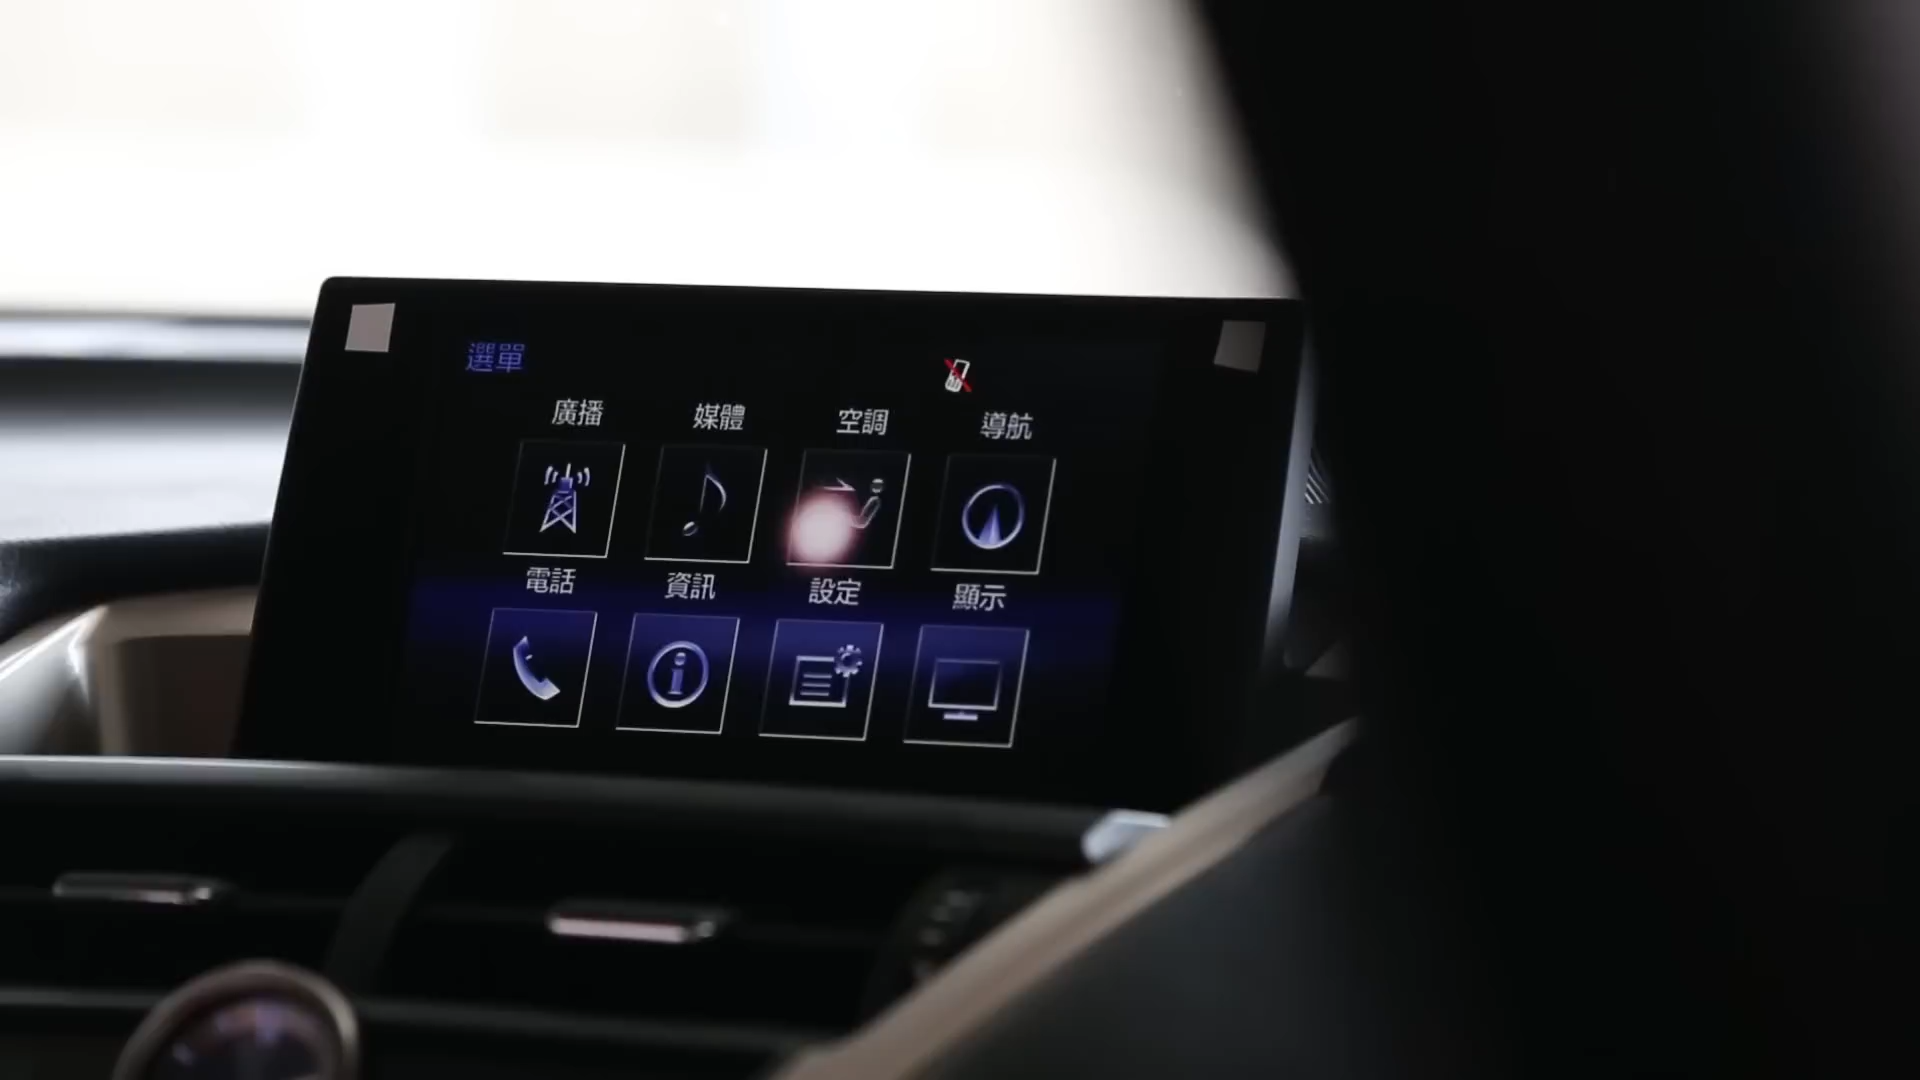 選單
廣播 媒體 空調 導航
電話 資訊 設定 顯示